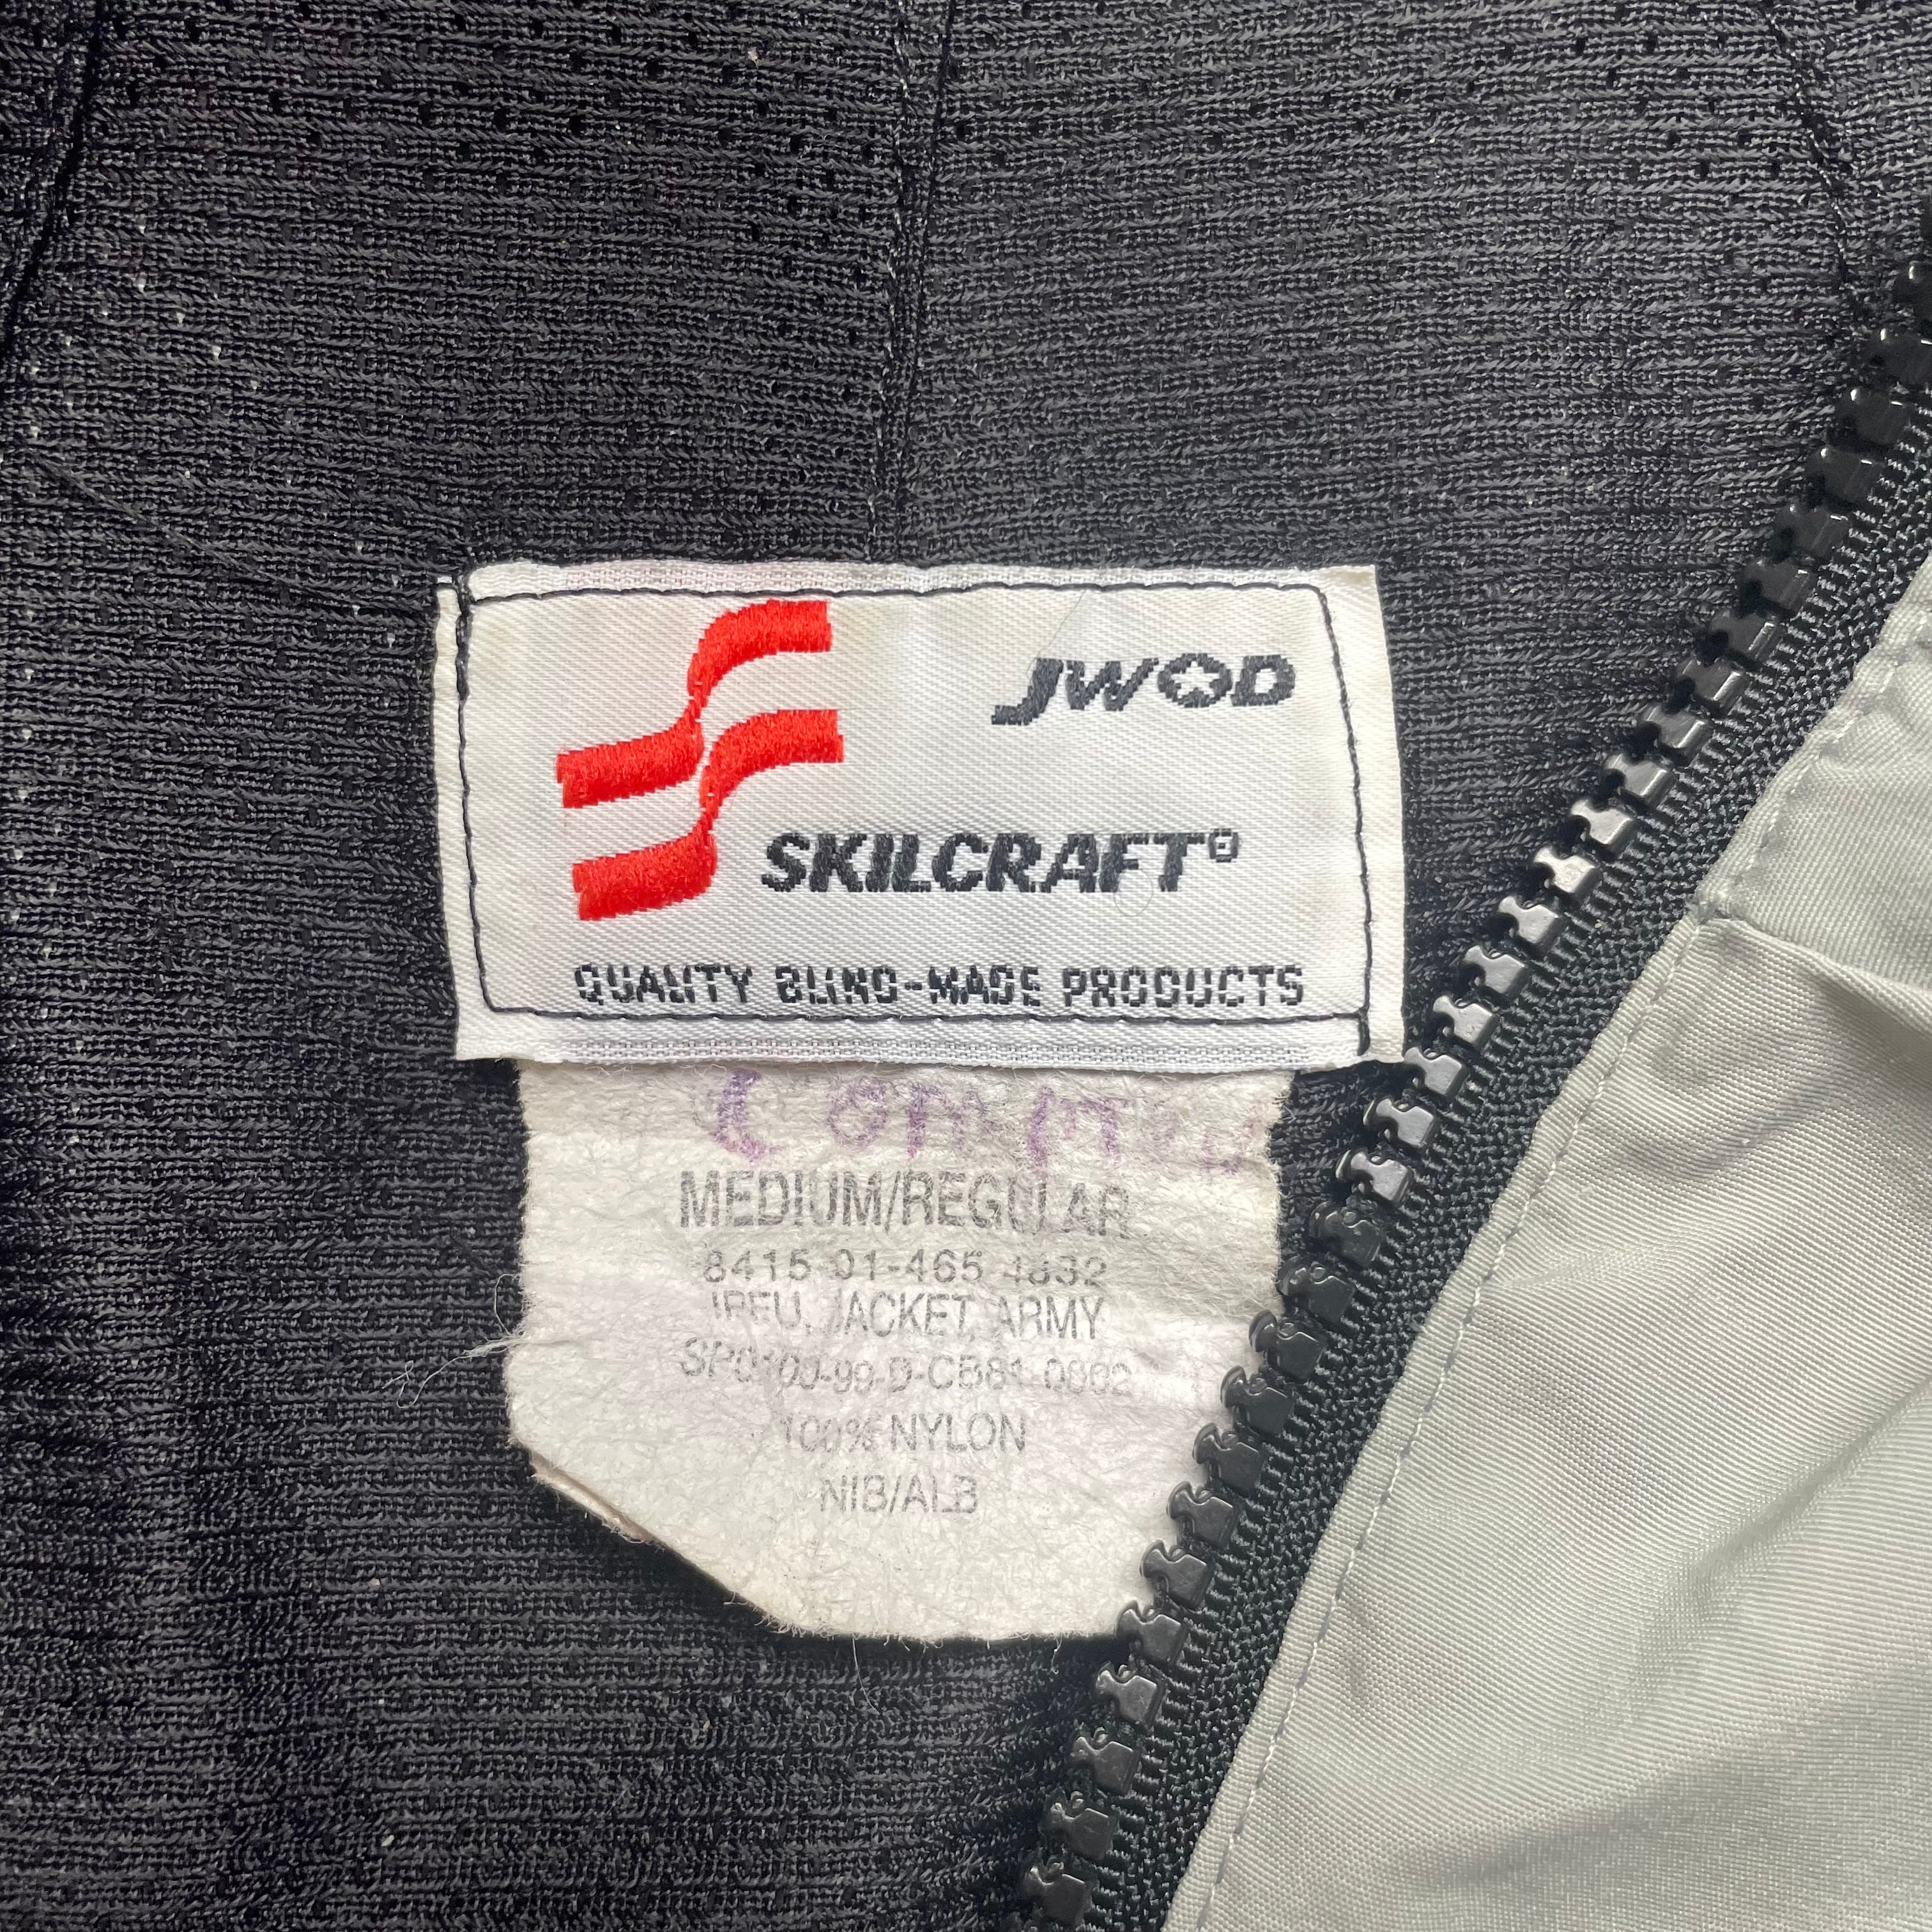 JWOD
SKILCRAFT®
QUALITY BLIND-MADE PRODUCTS
MEDIUM/REGULAR
8415 01-465 4832
IPFU, JACKET, ARMY
100% NYLON
NIB/ALB